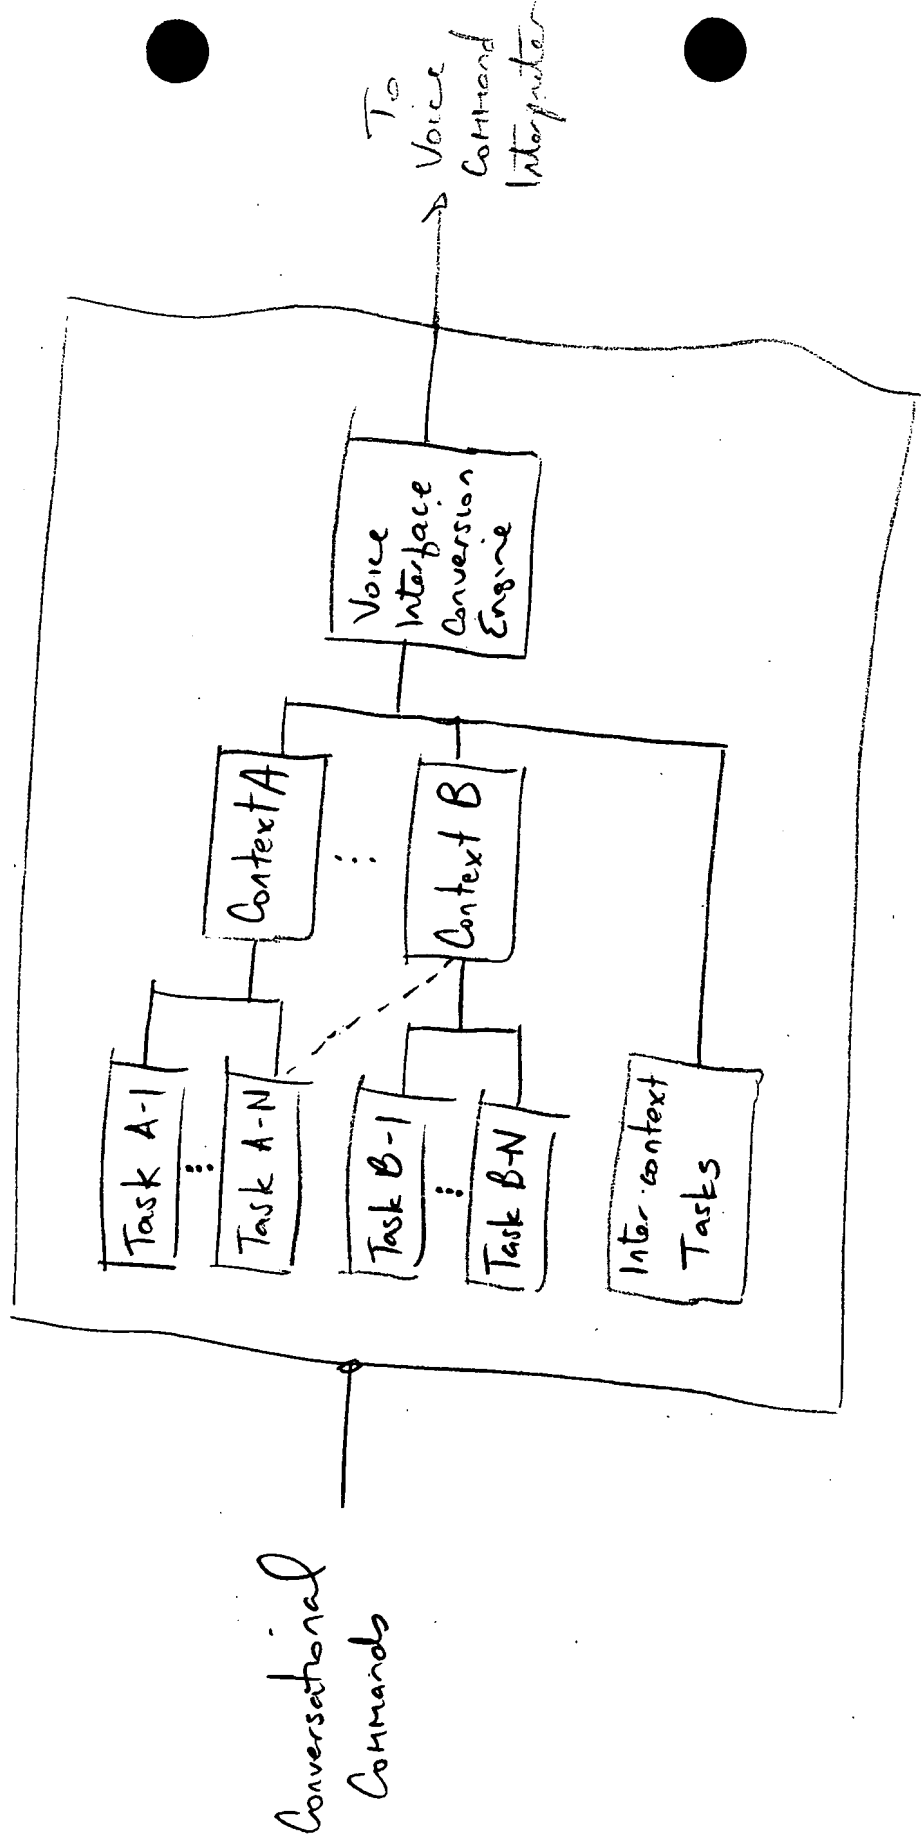 Conversational
Commands
Task A-1
Task A-N
Task B-1
Task B-N
Inter-context
Tasks
Context A
Context B
Voice
Interface
Conversion
Engine
To
Voice
Command
Interpreter